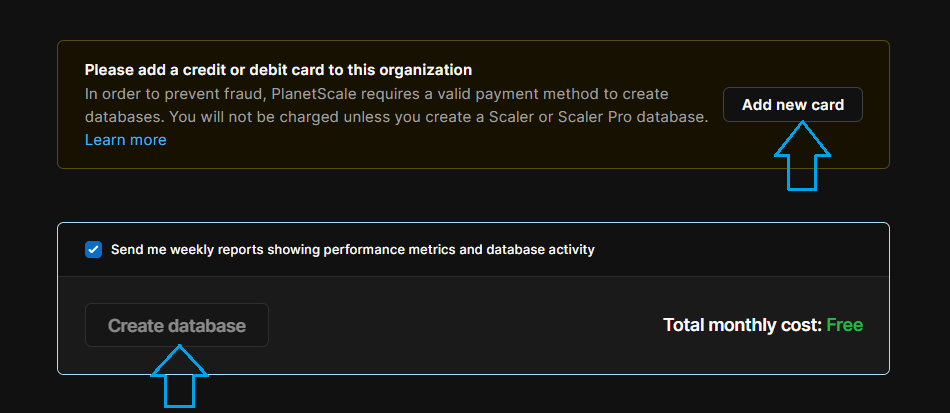 Please add a credit or debit card to this organization
In order to prevent fraud, PlanetScale requires a valid payment method to create
databases. You will not be charged unless you create a Scaler or Scaler Pro database.
Learn more
Add new card
Send me weekly reports showing performance metrics and database activity
Create database
Total monthly cost: Free